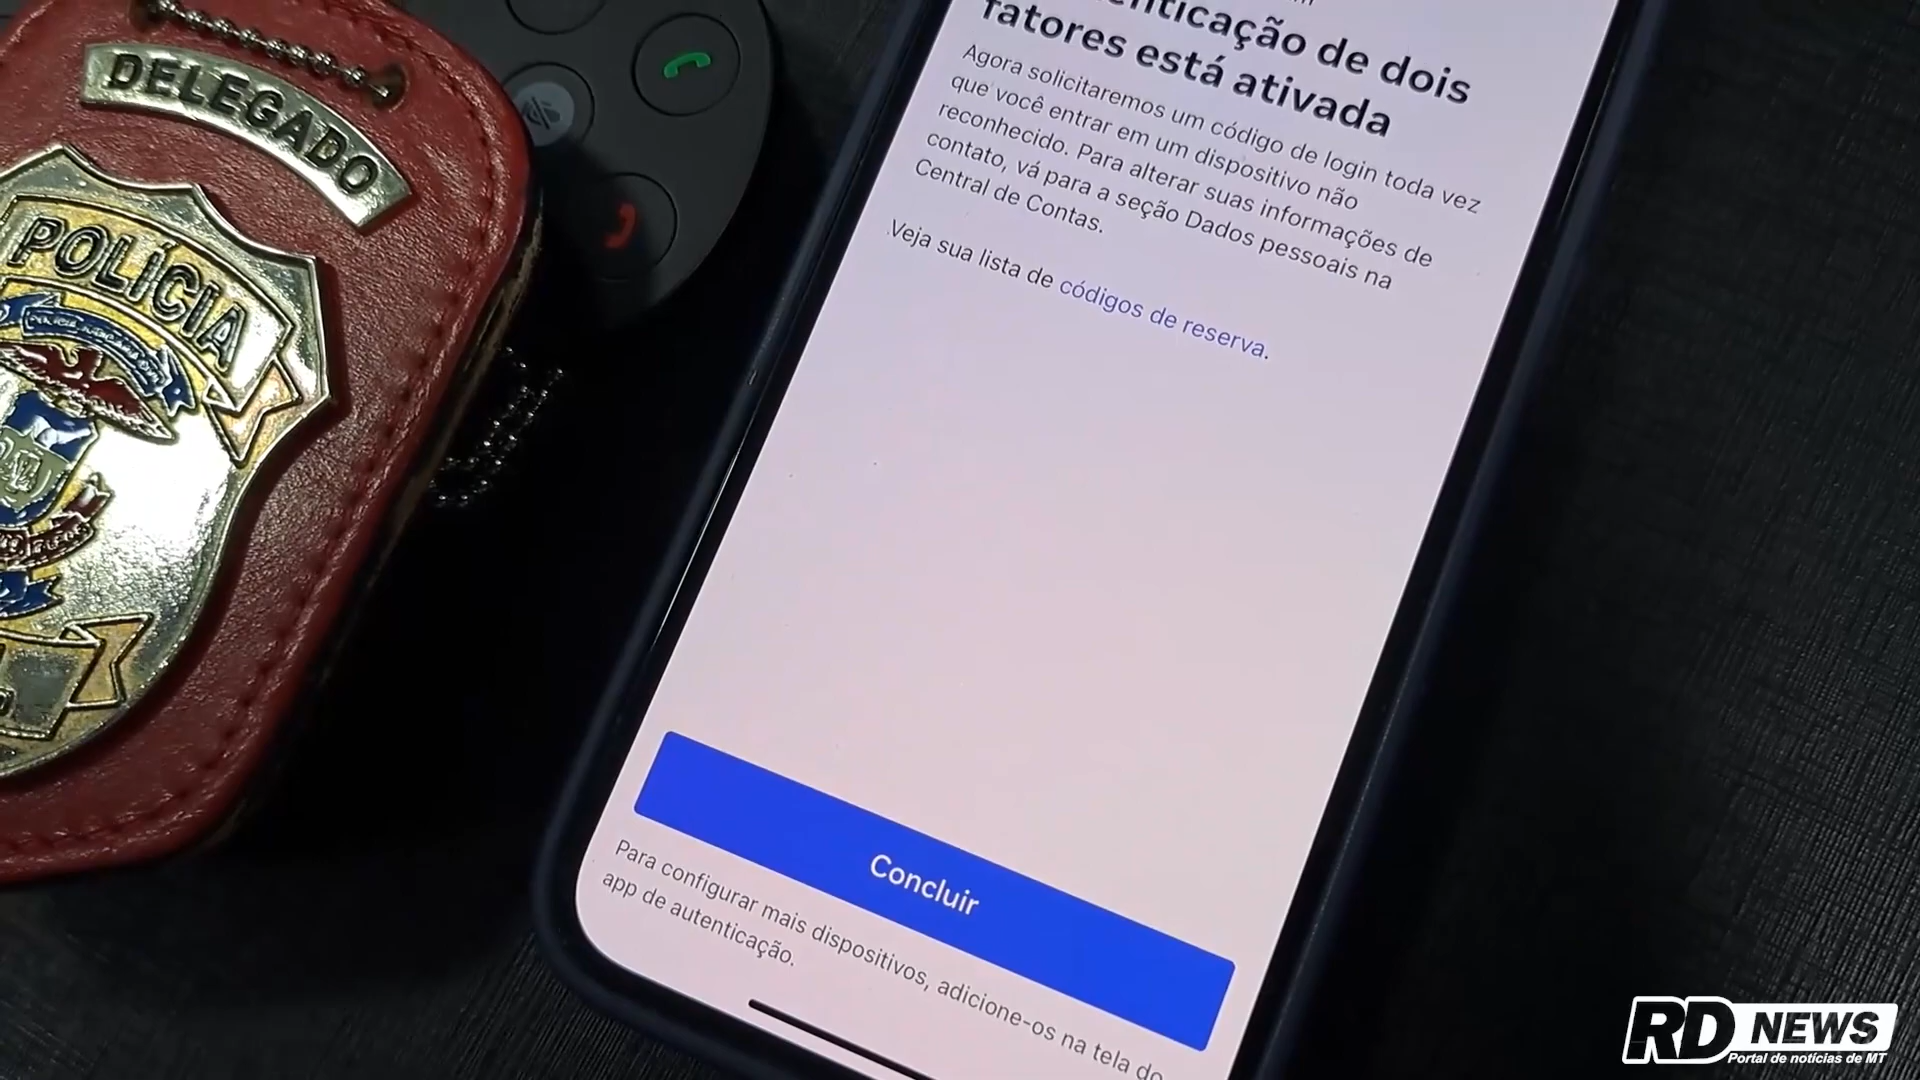 DELEGADO
POLÍCIA
fatores está ativada
Agora solicitaremos um código de login toda vez
que você entrar em um dispositivo não
reconhecido. Para alterar suas informações de
contato, vá para a seção Dados pessoais na
Central de Contas.
Veja sua lista de códigos de reserva.
Concluir
Para configurar mais dispositivos, adicione-os na tela do
app de autenticação.
RD NEWS
Portal de notícias de MT